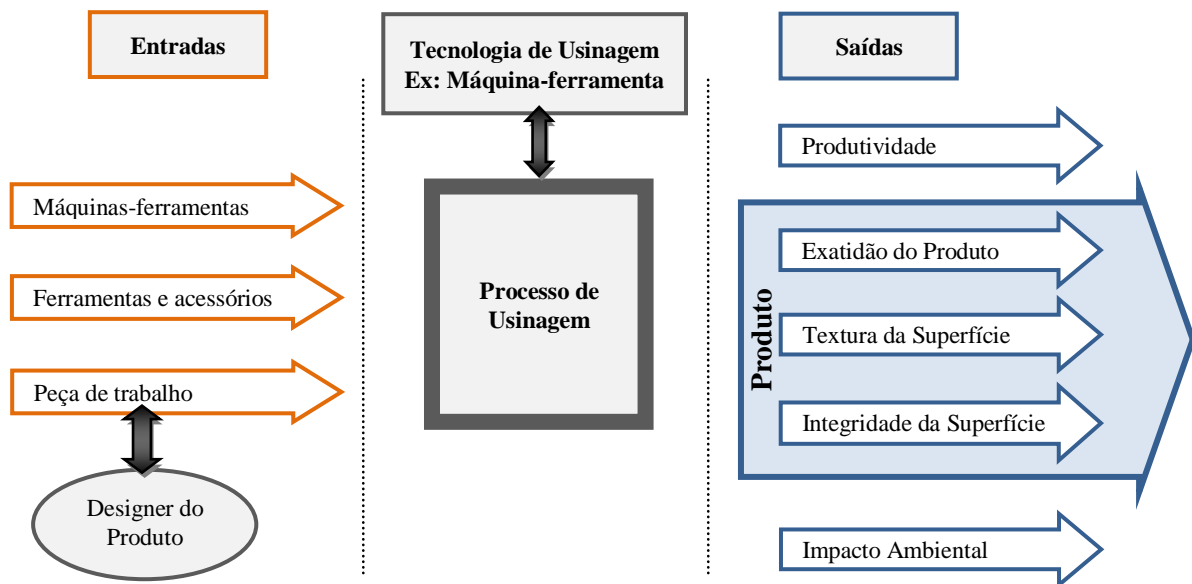 Entradas
Tecnologia de Usinagem
Ex: Máquina-ferramenta
Saídas
Máquinas-ferramentas
Ferramentas e acessórios
Peça de trabalho
Designer do
Produto
Processo de
Usinagem
Produtividade
Produto
Exatidão do Produto
Textura da Superfície
Integridade da Superfície
Impacto Ambiental